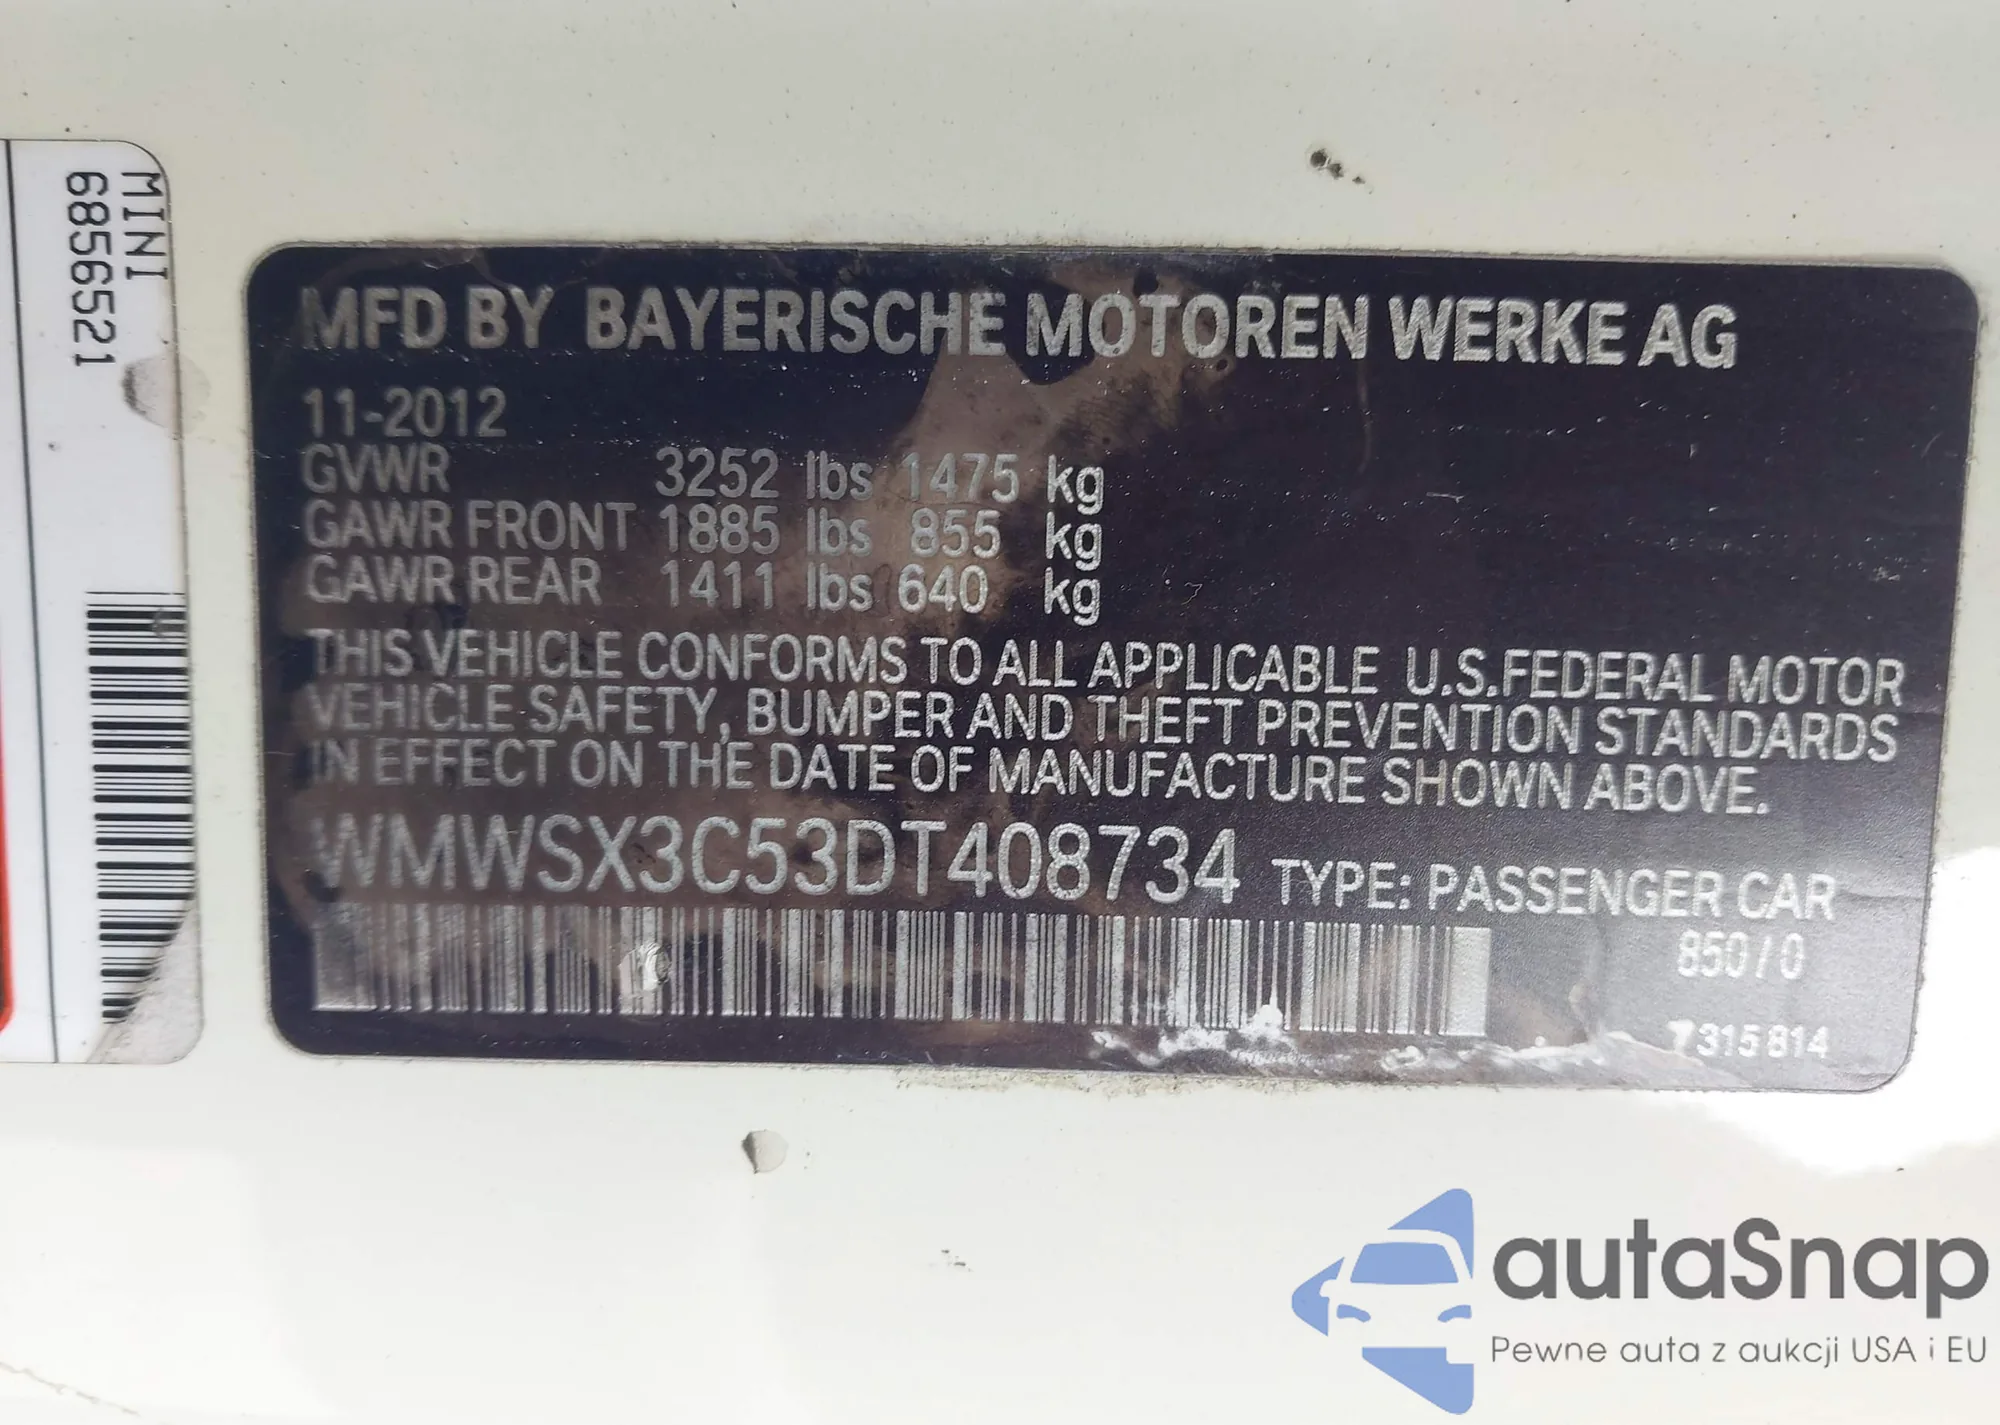 MINI
6856521
MFD BY BAYERISCHE MOTOREN WERKE AG
11-2012
GVWR 3252 lbs 1475 kg
GAWR FRONT 1885 lbs 855 kg
GAWR REAR 1411 lbs 640 kg
THIS VEHICLE CONFORMS TO ALL APPLICABLE U.S.FEDERAL MOTOR
VEHICLE SAFETY, BUMPER AND THEFT PREVENTION STANDARDS
IN EFFECT ON THE DATE OF MANUFACTURE SHOWN ABOVE.
WMWSX3C53DT408734 TYPE: PASSENGER CAR
850/0
7315814
autaSnap
Pewne auta z aukcji USA i EU